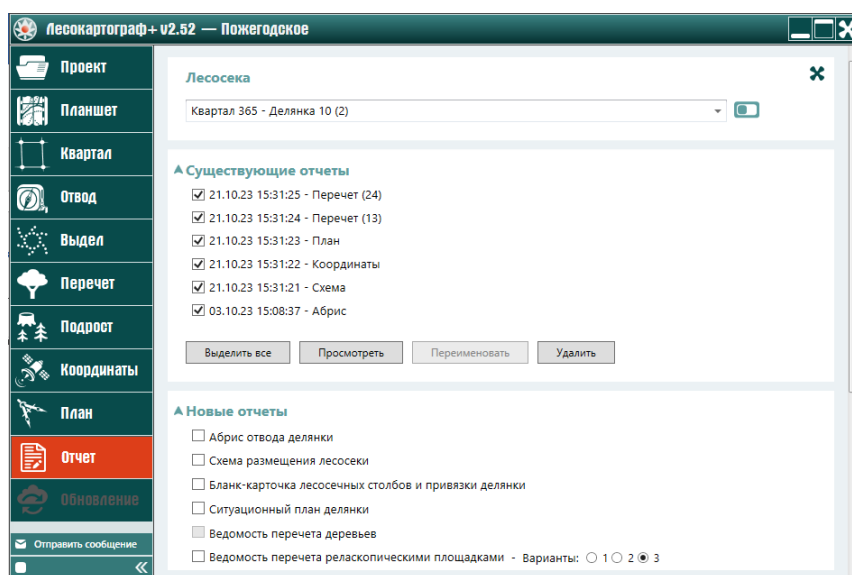 Лесокартограф+ v2.52 — Пожегодское
Проект
Планшет
Квартал
Отвод
Выдел
Перечет
Подрост
Координаты
План
Отчет
Обновление
Отправить сообщение
Лесосека
Квартал 365 - Делянка 10 (2)
Существующие отчеты
21.10.23 15:31:25 - Перечет (24)
21.10.23 15:31:24 - Перечет (13)
21.10.23 15:31:23 - План
21.10.23 15:31:22 - Координаты
21.10.23 15:31:21 - Схема
03.10.23 15:08:37 - Абрис
Выделить все Просмотреть Переименовать Удалить
Новые отчеты
Абрис отвода делянки
Схема размещения лесосеки
Бланк-карточка лесосечных столбов и привязки делянки
Ситуационный план делянки
Ведомость перечета деревьев
Ведомость перечета реласкопическими площадками - Варианты: 1 2 3